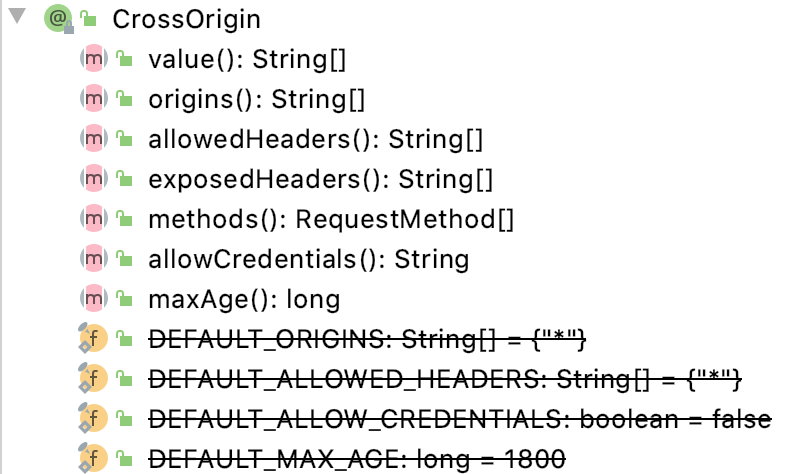 @ CrossOrigin
m value(): String[]
m origins(): String[]
m allowedHeaders(): String[]
m exposedHeaders(): String[]
m methods(): RequestMethod[]
m allowCredentials(): String
m maxAge(): long
f DEFAULT_ORIGINS: String[] = {"*"}
f DEFAULT_ALLOWED_HEADERS: String[] = {"*"}
f DEFAULT_ALLOW_CREDENTIALS: boolean = false
f DEFAULT_MAX_AGE: long = 1800